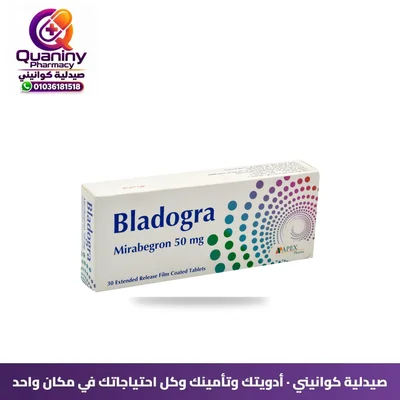 Quaniny
Pharmacy
صيدلية كوانيني
01036181518
Bladogra
Mirabegron 50 mg
30 Extended Release Film Coated Tablets
APEX
Pharma
صيدلية كوانيني · أدويتك وتأمينك وكل احتياجاتك في مكان واحد